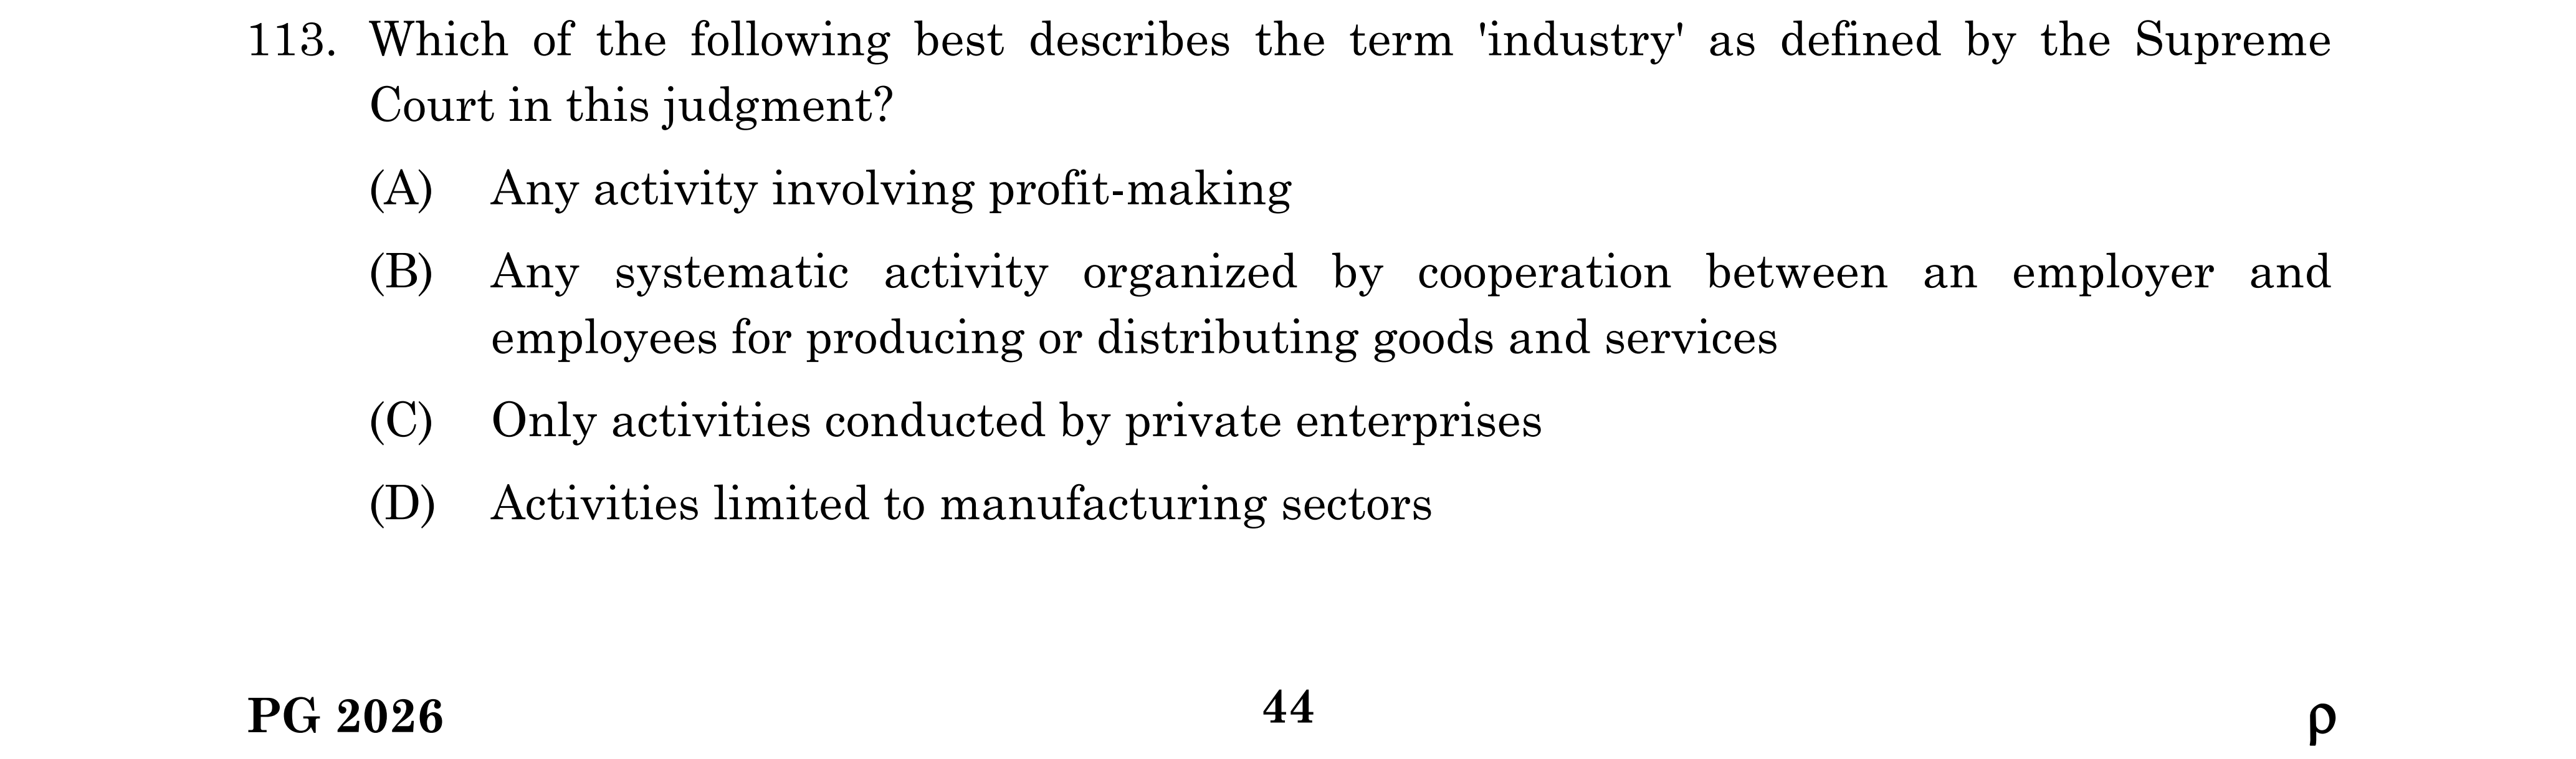 113. Which of the following best describes the term 'industry' as defined by the Supreme
Court in this judgment?
(A) Any activity involving profit-making
(B) Any systematic activity organized by cooperation between an employer and
employees for producing or distributing goods and services
(C) Only activities conducted by private enterprises
(D) Activities limited to manufacturing sectors
PG 2026 44 ρ